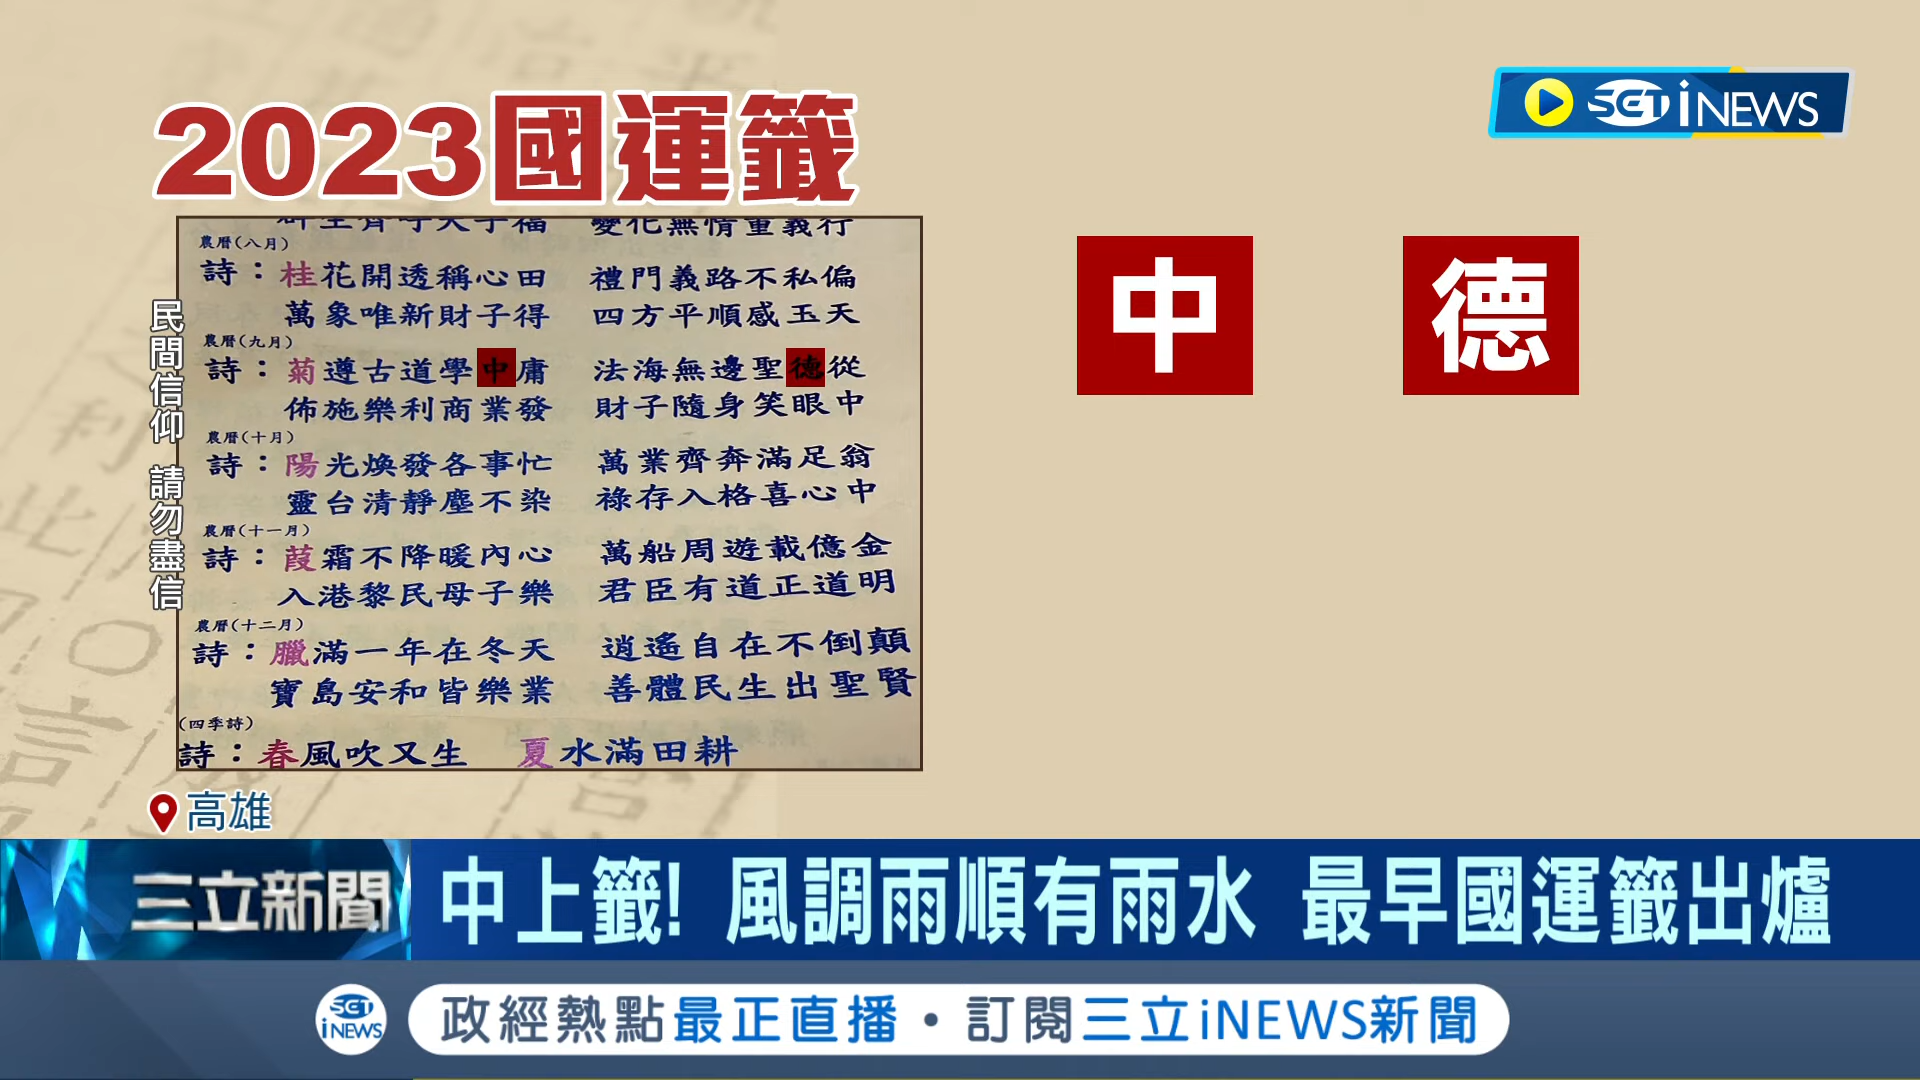 2023國運籤
SET iNEWS
變化無情重義行
農曆(八月)
詩：桂花開透稱心田 禮門義路不私偏
萬象唯新財子得 四方平順感玉天
農曆(九月)
詩：菊遵古道學中庸 法海無邊聖德從
佈施樂利商業發 財子隨身笑眼中
農曆(十月)
詩：陽光煥發各事忙 萬業齊奔滿足翁
靈台清靜塵不染 祿存入格喜心中
農曆(十一月)
詩：葭霜不降暖內心 萬船周遊載億金
入港黎民母子樂 君臣有道正道明
農曆(十二月)
詩：臘滿一年在冬天 逍遙自在不倒顛
寶島安和皆樂業 善體民生出聖賢
(四季詩)
詩：春風吹又生 夏水滿田耕
中 德
民間信仰 請勿盡信
高雄
三立新聞
中上籤! 風調雨順有雨水 最早國運籤出爐
SET iNEWS
政經熱點最正直播・訂閱三立iNEWS新聞